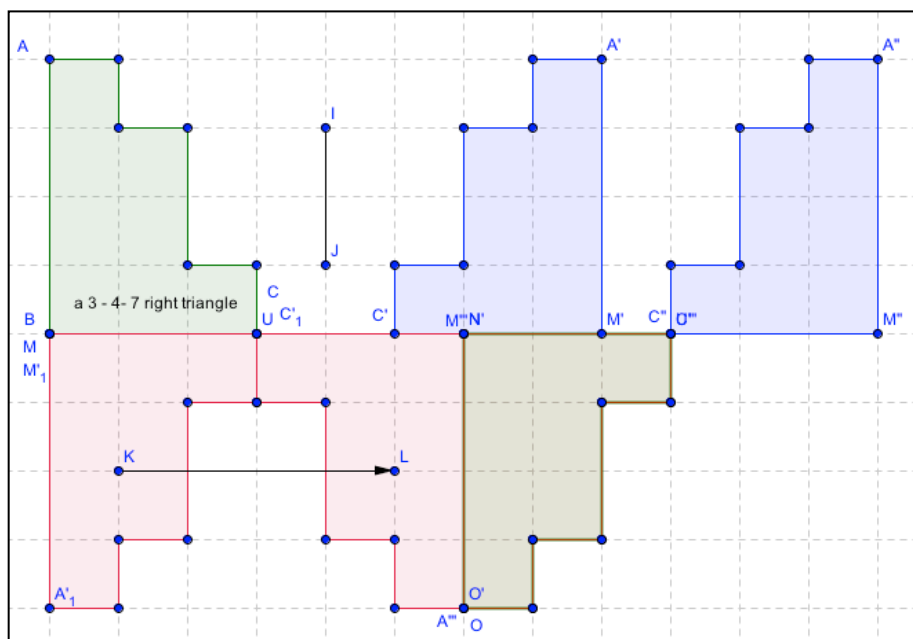 A
A'
A"
I
J
C
a 3 - 4- 7 right triangle
B
U
C'₁
C'
N'
M'
C"
M"
M
M'₁
K
L
A'₁
O'
A'''
O